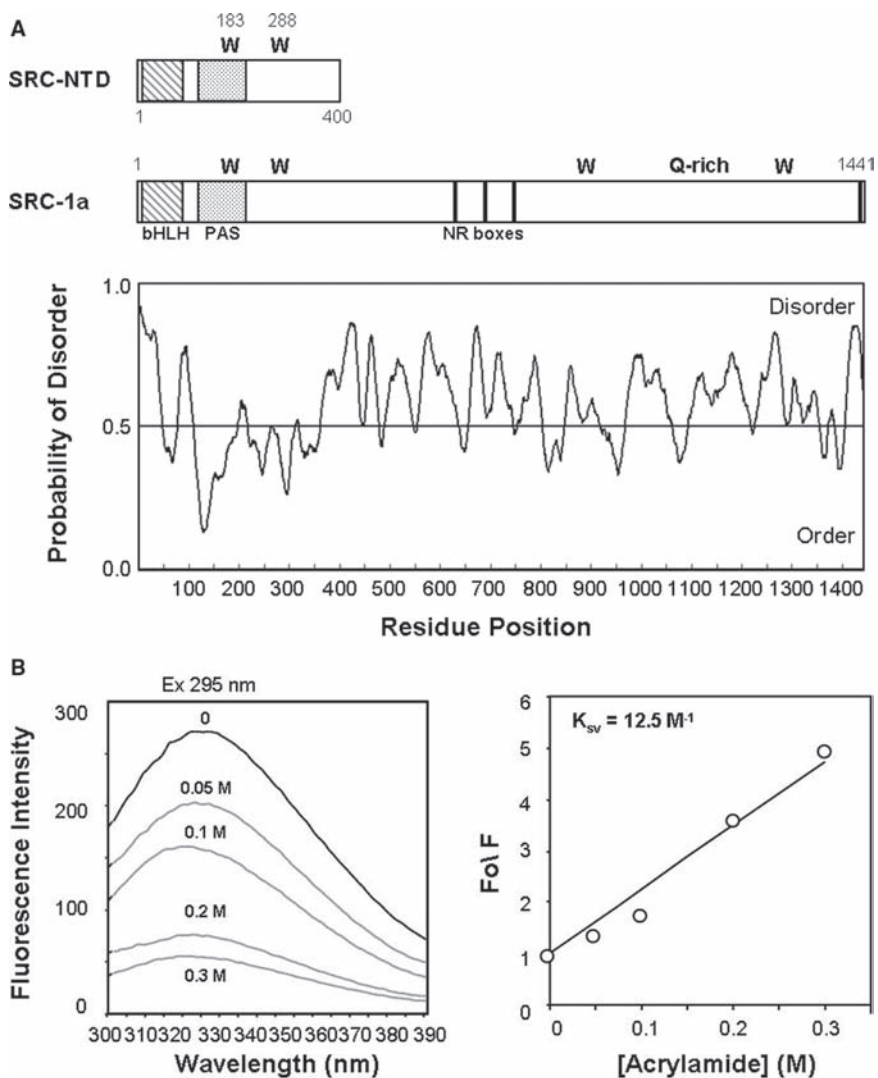 A
183 288
W W
SRC-NTD
1 400
1 W W W Q-rich W 1441
SRC-1a
bHLH PAS NR boxes
1.0
Disorder
Probability of Disorder
0.5
Order
0.0
100 200 300 400 500 600 700 800 900 1000 1100 1200 1300 1400
Residue Position
B
Ex 295 nm
300
0
0.05 M
200
0.1 M
Fluorescence Intensity
100
0.2 M
0.3 M
0
300 310 320 330 340 350 360 370 380 390
Wavelength (nm)
6
Ksv = 12.5 M-1
5
4
Fo\ F
3
2
1
0
0 0.1 0.2 0.3
[Acrylamide] (M)